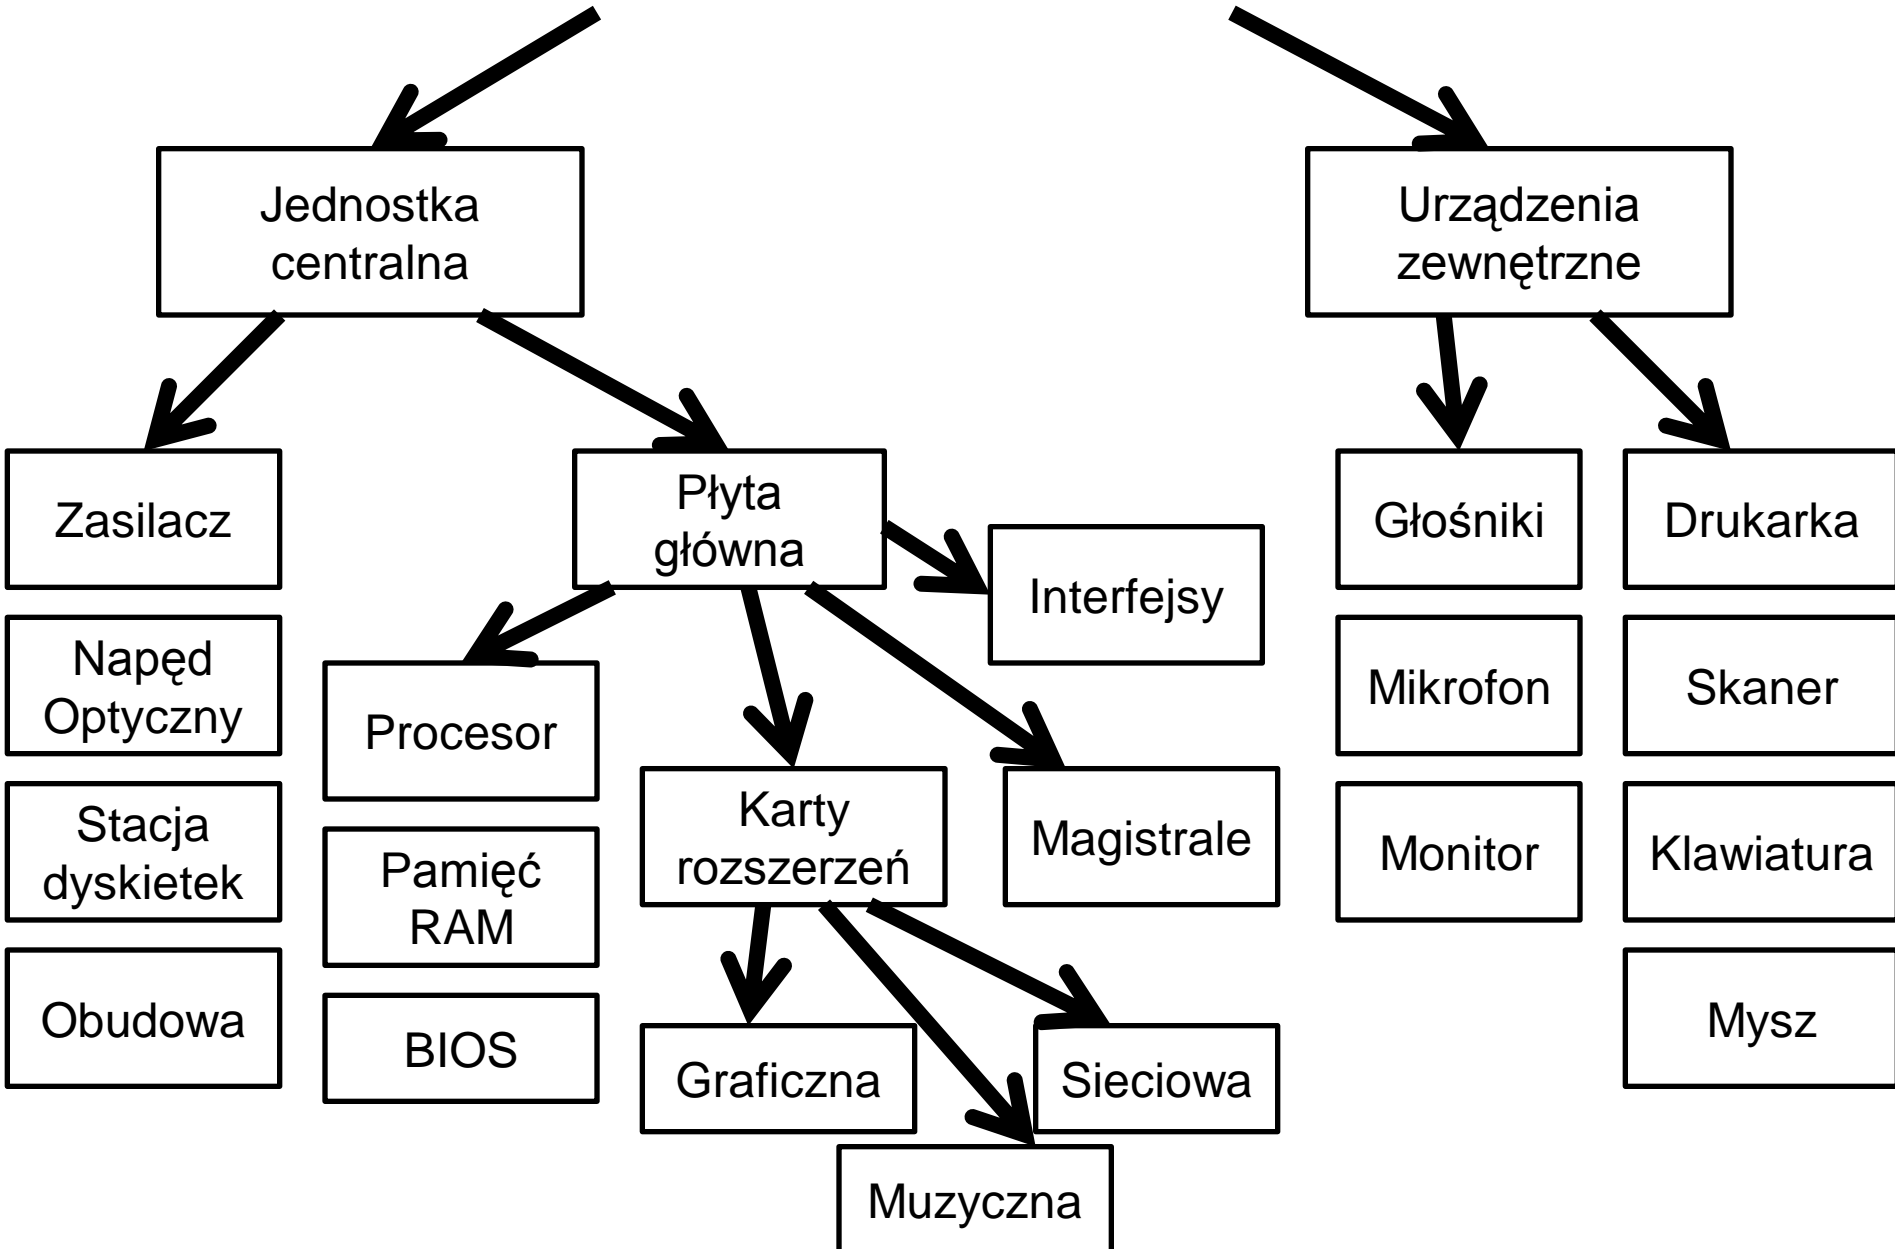 Jednostka
centralna
Urządzenia
zewnętrzne
Zasilacz
Napęd
Optyczny
Stacja
dyskietek
Obudowa
Płyta
główna
Interfejsy
Procesor
Pamięć
RAM
BIOS
Karty
rozszerzeń
Magistrale
Graficzna
Sieciowa
Muzyczna
Głośniki
Mikrofon
Monitor
Drukarka
Skaner
Klawiatura
Mysz